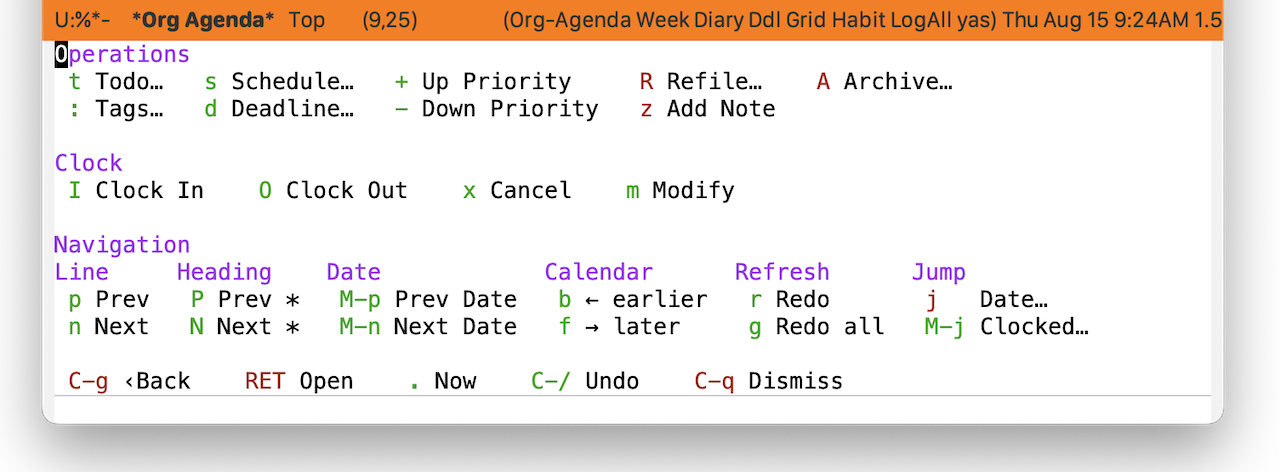 U:%*- *Org Agenda* Top (9,25) (Org-Agenda Week Diary Ddl Grid Habit LogAll yas) Thu Aug 15 9:24AM 1.5
Operations
t Todo… s Schedule… + Up Priority R Refile… A Archive…
: Tags… d Deadline… – Down Priority z Add Note
Clock
I Clock In O Clock Out x Cancel m Modify
Navigation
Line Heading Date Calendar Refresh Jump
p Prev P Prev * M-p Prev Date b ← earlier r Redo j Date…
n Next N Next * M-n Next Date f → later g Redo all M-j Clocked…
C-g ‹Back RET Open . Now C-/ Undo C-q Dismiss